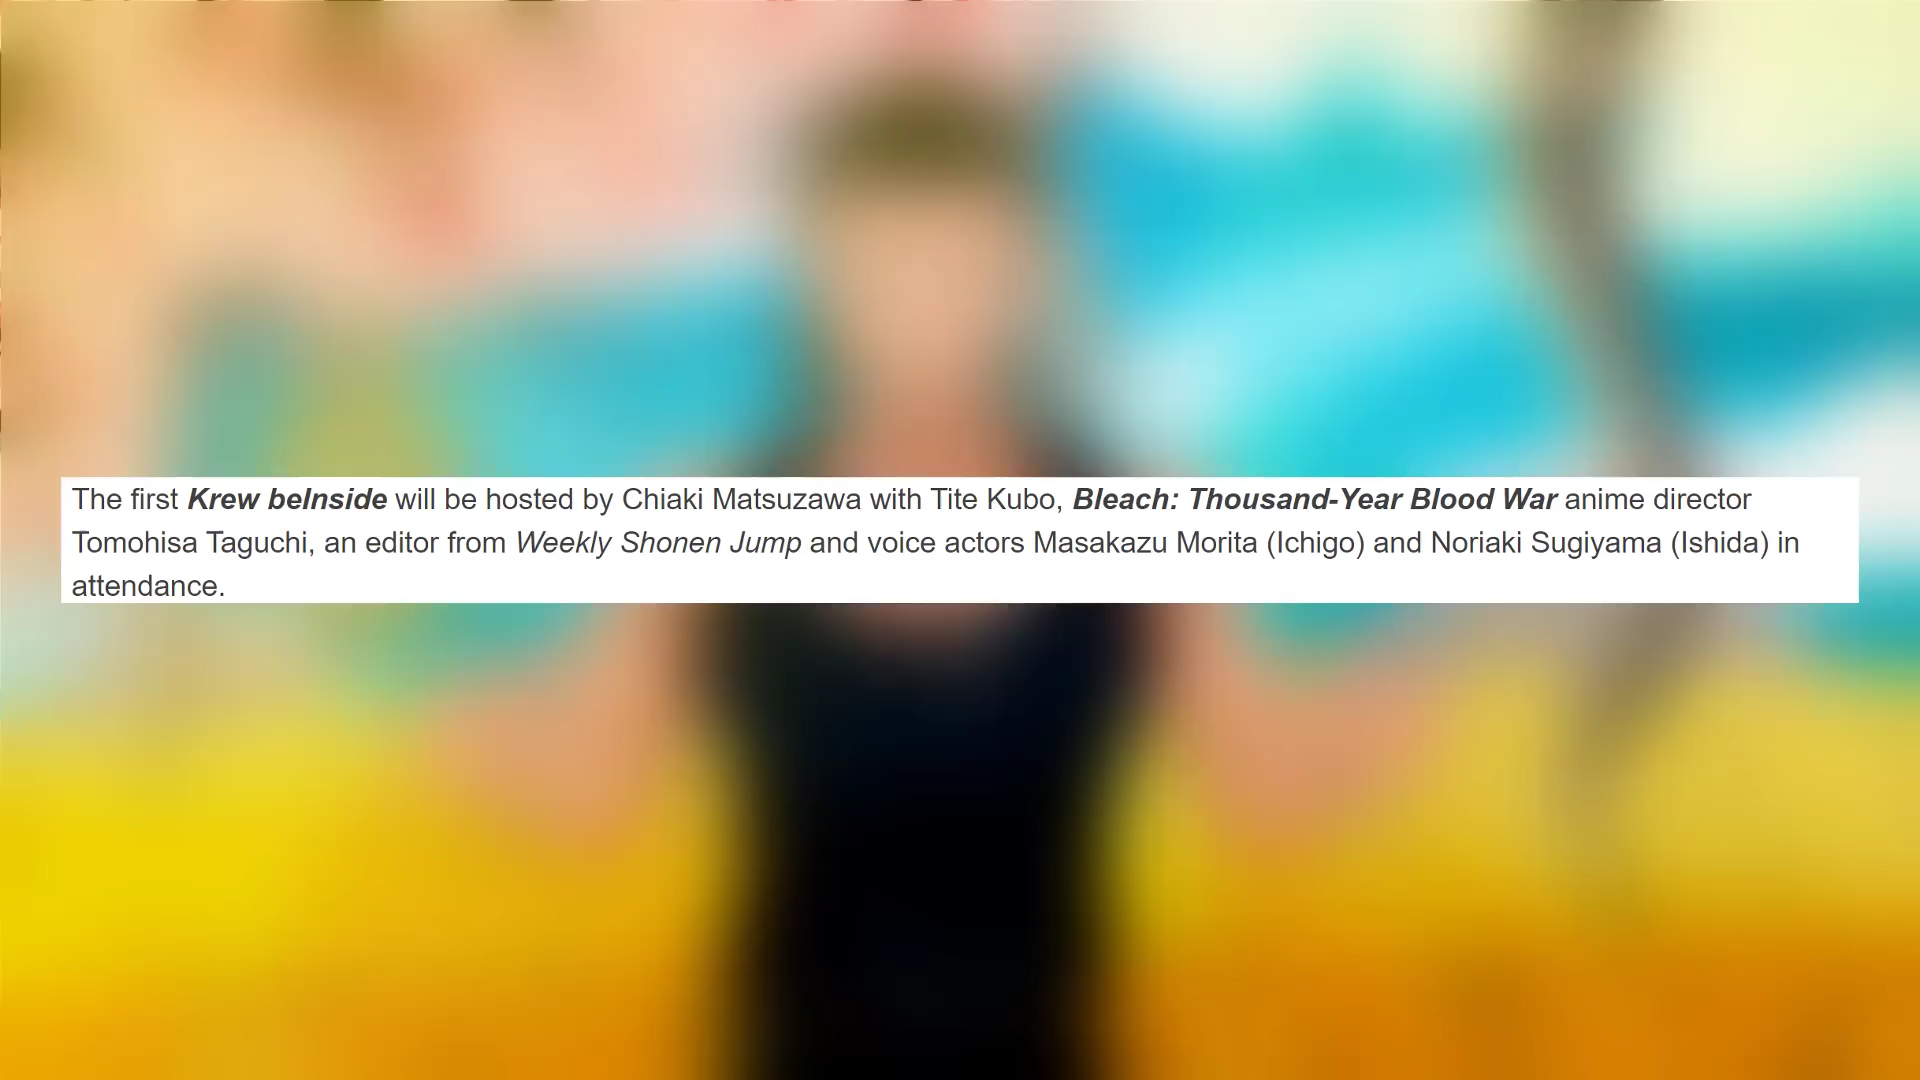 The first Krew beInside will be hosted by Chiaki Matsuzawa with Tite Kubo, Bleach: Thousand-Year Blood War anime director
Tomohisa Taguchi, an editor from Weekly Shonen Jump and voice actors Masakazu Morita (Ichigo) and Noriaki Sugiyama (Ishida) in
attendance.